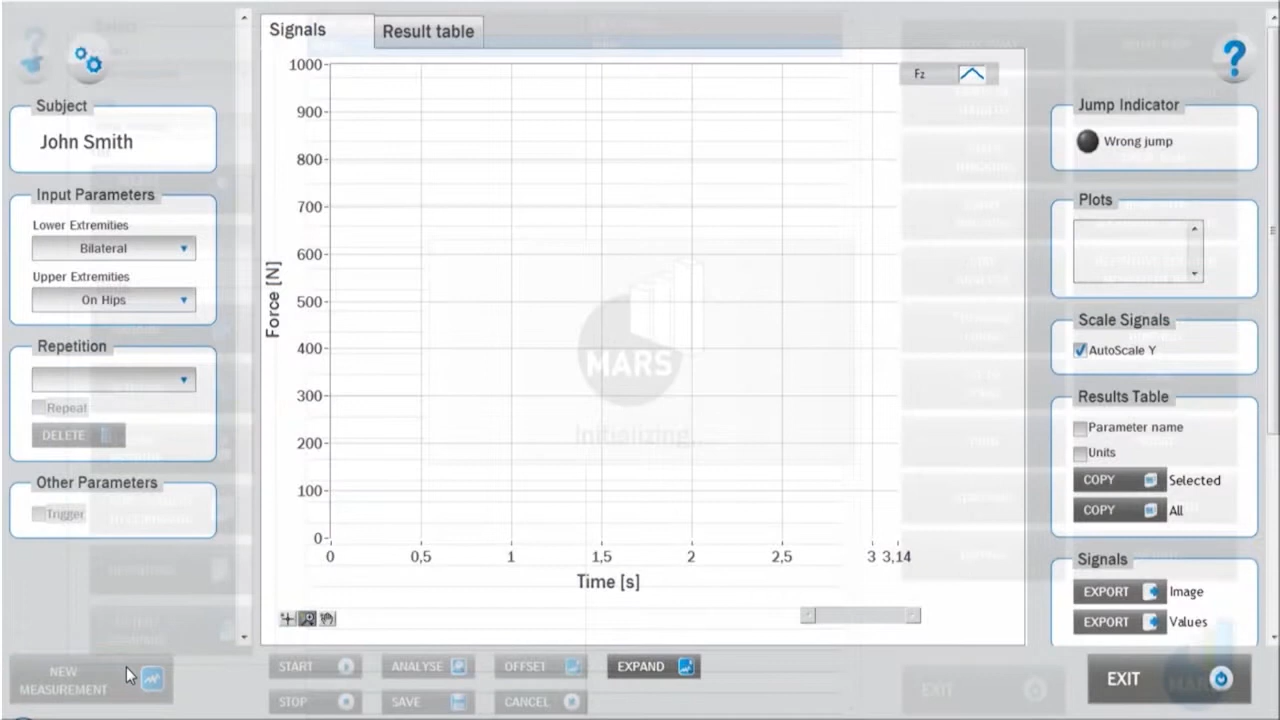 Signals
Result table
Subject
John Smith
Input Parameters
Lower Extremities
Bilateral
Upper Extremities
On Hips
Repetition
Repeat
DELETE
Other Parameters
Trigger
NEW
MEASUREMENT
1000
900
800
700
600
500
400
300
200
100
0
Force [N]
0
0,5
1
1,5
2
2,5
3
3,14
Time [s]
Fz
MARS
Initializing...
START
ANALYSE
OFFSET
EXPAND
STOP
SAVE
CANCEL
?
Jump Indicator
Wrong jump
Plots
Scale Signals
AutoScale Y
Results Table
Parameter name
Units
COPY
Selected
COPY
All
Signals
EXPORT
Image
EXPORT
Values
EXIT
EXIT